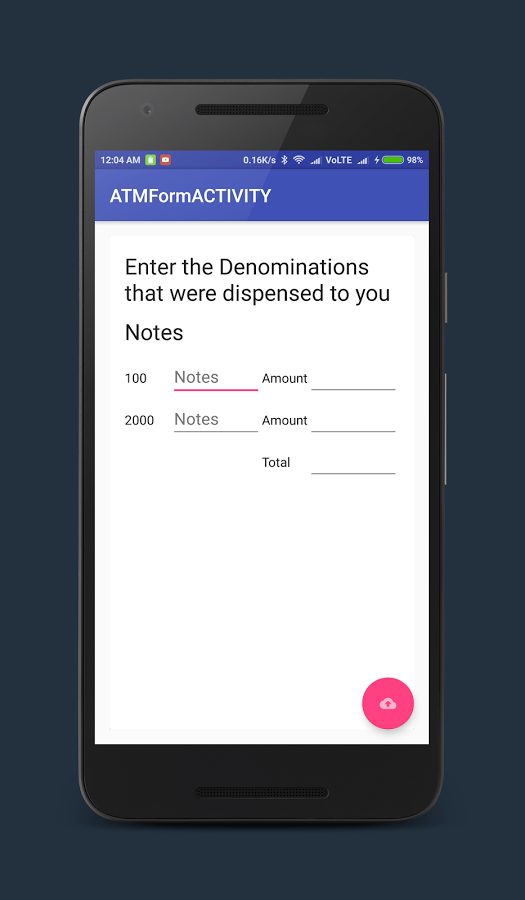 12:04 AM 0.16K/s VoLTE 98%
ATMFormACTIVITY
Enter the Denominations
that were dispensed to you
Notes
100 Notes Amount
2000 Notes Amount
Total